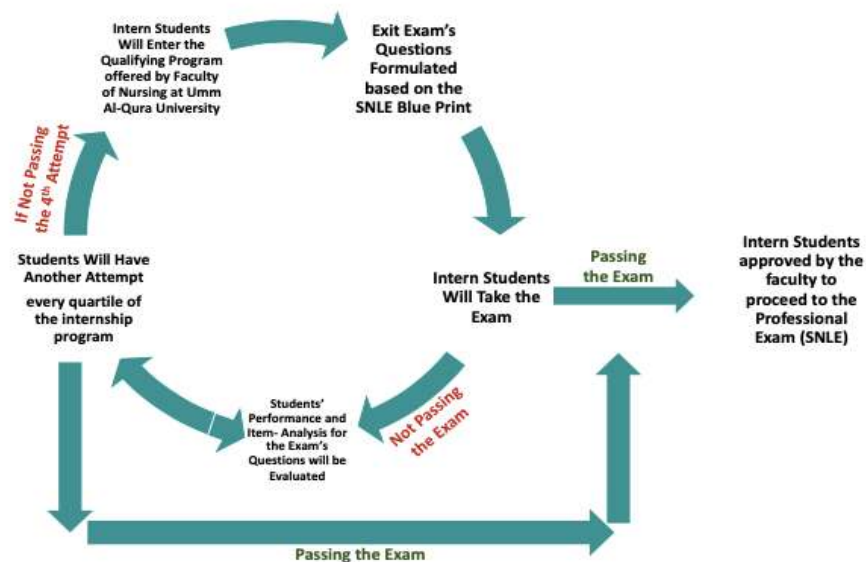 Intern Students
Will Enter the
Qualifying Program
offered by Faculty
of Nursing at Umm
Al-Qura University
Exit Exam's
Questions
Formulated
based on the
SNLE Blue Print
If Not Passing
the 4th Attempt
Students Will Have
Another Attempt
every quartile of
the internship
program
Intern Students
Will Take the
Exam
Passing
the Exam
Intern Students
approved by the
faculty to
proceed to the
Professional
Exam (SNLE)
Not Passing
the Exam
Students'
Performance and
Item- Analysis for
the Exam's
Questions will be
Evaluated
Passing the Exam